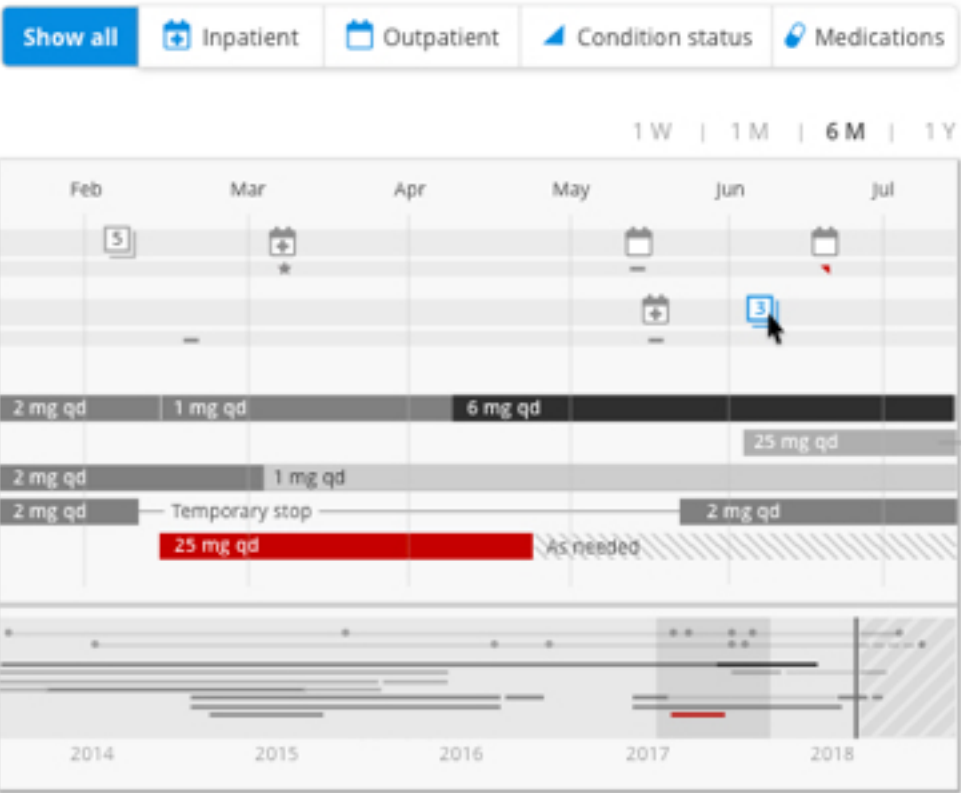 Show all Inpatient Outpatient Condition status Medications
1 W | 1 M | 6 M | 1 Y
Feb Mar Apr May Jun Jul
5
3
2 mg qd 1 mg qd 6 mg qd
25 mg qd
2 mg qd 1 mg qd
2 mg qd Temporary stop 2 mg qd
25 mg qd As needed
2014 2015 2016 2017 2018